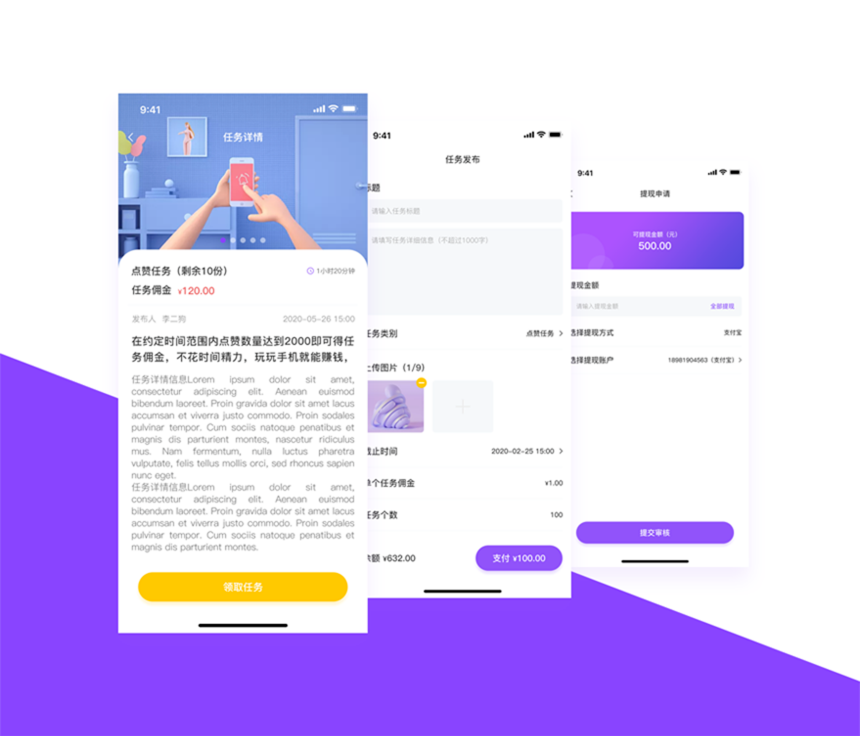 9:41
任务详情
点赞任务（剩余10份）
1小时20分钟
任务佣金 ¥120.00
发布人 李二狗
2020-05-26 15:00
在约定时间范围内点赞数量达到2000即可得任
务佣金，不花时间精力，玩玩手机就能赚钱，
任务详情信息Lorem ipsum dolor sit amet,
consectetur adipiscing elit. Aenean euismod
bibendum laoreet. Proin gravida dolor sit amet lacus
accumsan et viverra justo commodo. Proin sodales
pulvinar tempor. Cum sociis natoque penatibus et
magnis dis parturient montes, nascetur ridiculus
mus. Nam fermentum, nulla luctus pharetra
vulputate, felis tellus mollis orci, sed rhoncus sapien
nunc eget.
任务详情信息Lorem ipsum dolor sit amet,
consectetur adipiscing elit. Aenean euismod
bibendum laoreet. Proin gravida dolor sit amet lacus
accumsan et viverra justo commodo. Proin sodales
pulvinar tempor. Cum sociis natoque penatibus et
magnis dis parturient montes.
领取任务
9:41
任务发布
标题
请输入任务标题
请填写任务详细信息（不超过1000字）
任务类别
点赞任务
上传图片（1/9）
截止时间
2020-02-25 15:00
单个任务佣金
¥1.00
任务个数
100
余额 ¥632.00
支付 ¥100.00
9:41
提现申请
可提现金额（元）
500.00
提现金额
请输入提现金额
全部提现
选择提现方式
支付宝
选择提现账户
18981904563（支付宝）
提交审核